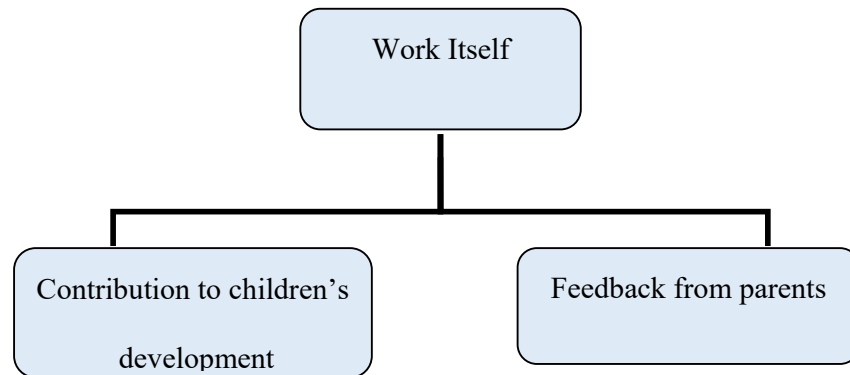 Work Itself
Contribution to children’s
development
Feedback from parents